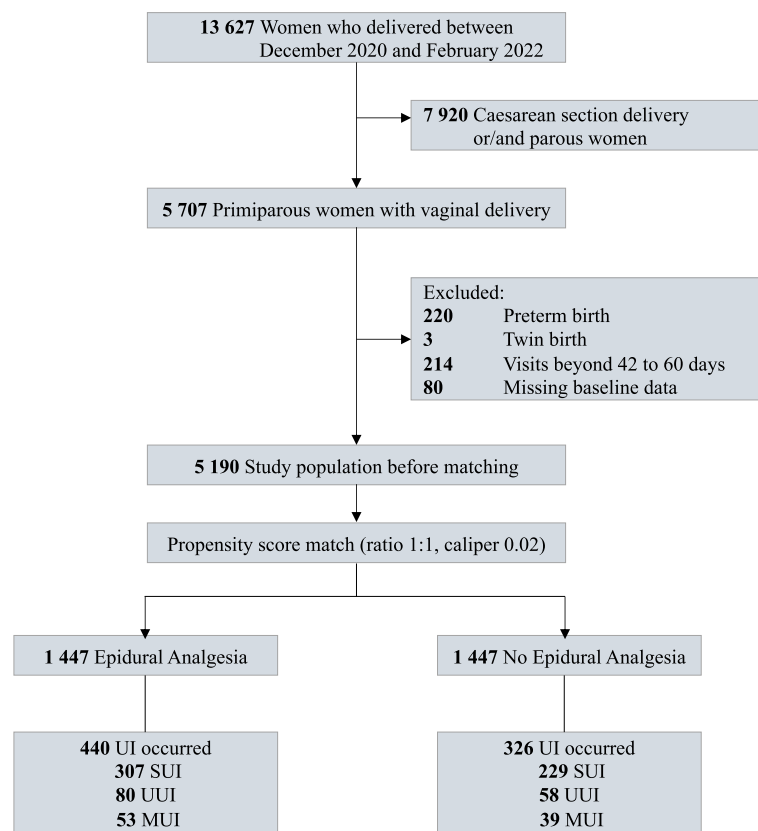 13 627 Women who delivered between
December 2020 and February 2022
7 920 Caesarean section delivery
or/and parous women
5 707 Primiparous women with vaginal delivery
Excluded:
220 Preterm birth
3 Twin birth
214 Visits beyond 42 to 60 days
80 Missing baseline data
5 190 Study population before matching
Propensity score match (ratio 1:1, caliper 0.02)
1 447 Epidural Analgesia
440 UI occurred
307 SUI
80 UUI
53 MUI
1 447 No Epidural Analgesia
326 UI occurred
229 SUI
58 UUI
39 MUI